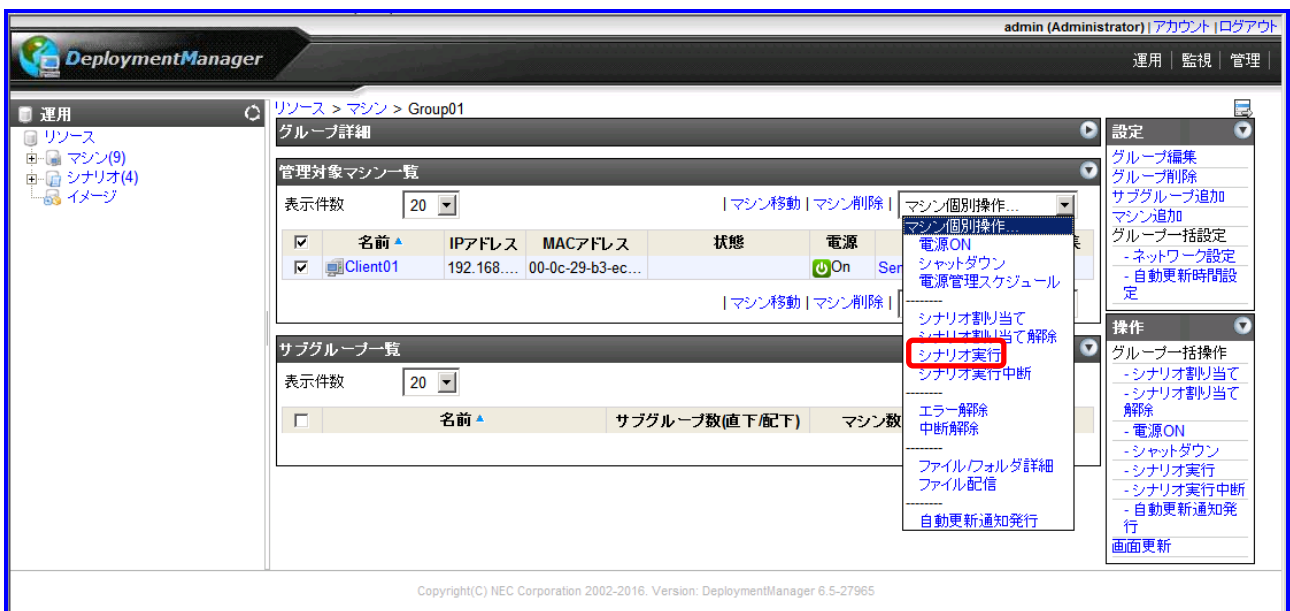 admin (Administrator) | アカウント | ログアウト
DeploymentManager
運用 | 監視 | 管理
運用
リソース
マシン(9)
シナリオ(4)
イメージ
リソース > マシン > Group01
グループ詳細
管理対象マシン一覧
表示件数 20 | マシン移動 | マシン削除 | マシン個別操作...
名前 IPアドレス MACアドレス 状態 電源
Client01 192.168.... 00-0c-29-b3-ec... On Ser
| マシン移動 | マシン削除 |
マシン個別操作...
電源ON
シャットダウン
電源管理スケジュール
--------
シナリオ割り当て
シナリオ割り当て解除
シナリオ実行
シナリオ実行中断
--------
エラー解除
中断解除
--------
ファイル/フォルダ詳細
ファイル配信
--------
自動更新通知発行
サブグループ一覧
表示件数 20
名前 サブグループ数(直下/配下) マシン数
設定
グループ編集
グループ削除
サブグループ追加
マシン追加
グループ一括設定
- ネットワーク設定
- 自動更新時間設
定
操作
グループ一括操作
- シナリオ割り当て
- シナリオ割り当て
解除
- 電源ON
- シャットダウン
- シナリオ実行
- シナリオ実行中断
- 自動更新通知発
行
画面更新
Copyright(C) NEC Corporation 2002-2016. Version: DeploymentManager 6.5-27965